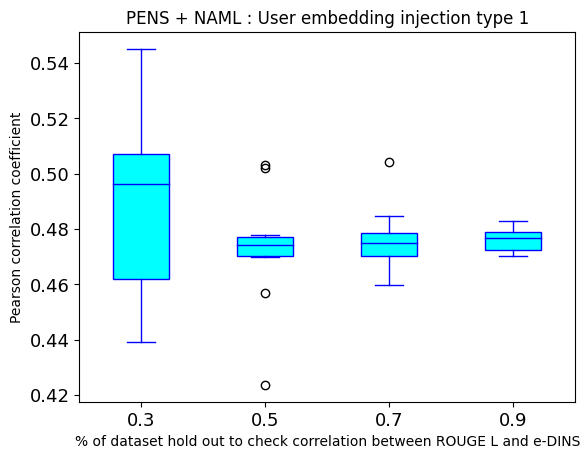 PENS + NAML : User embedding injection type 1
Pearson correlation coefficient
0.54
0.52
0.50
0.48
0.46
0.44
0.42
0.3 0.5 0.7 0.9
% of dataset hold out to check correlation between ROUGE L and e-DINS